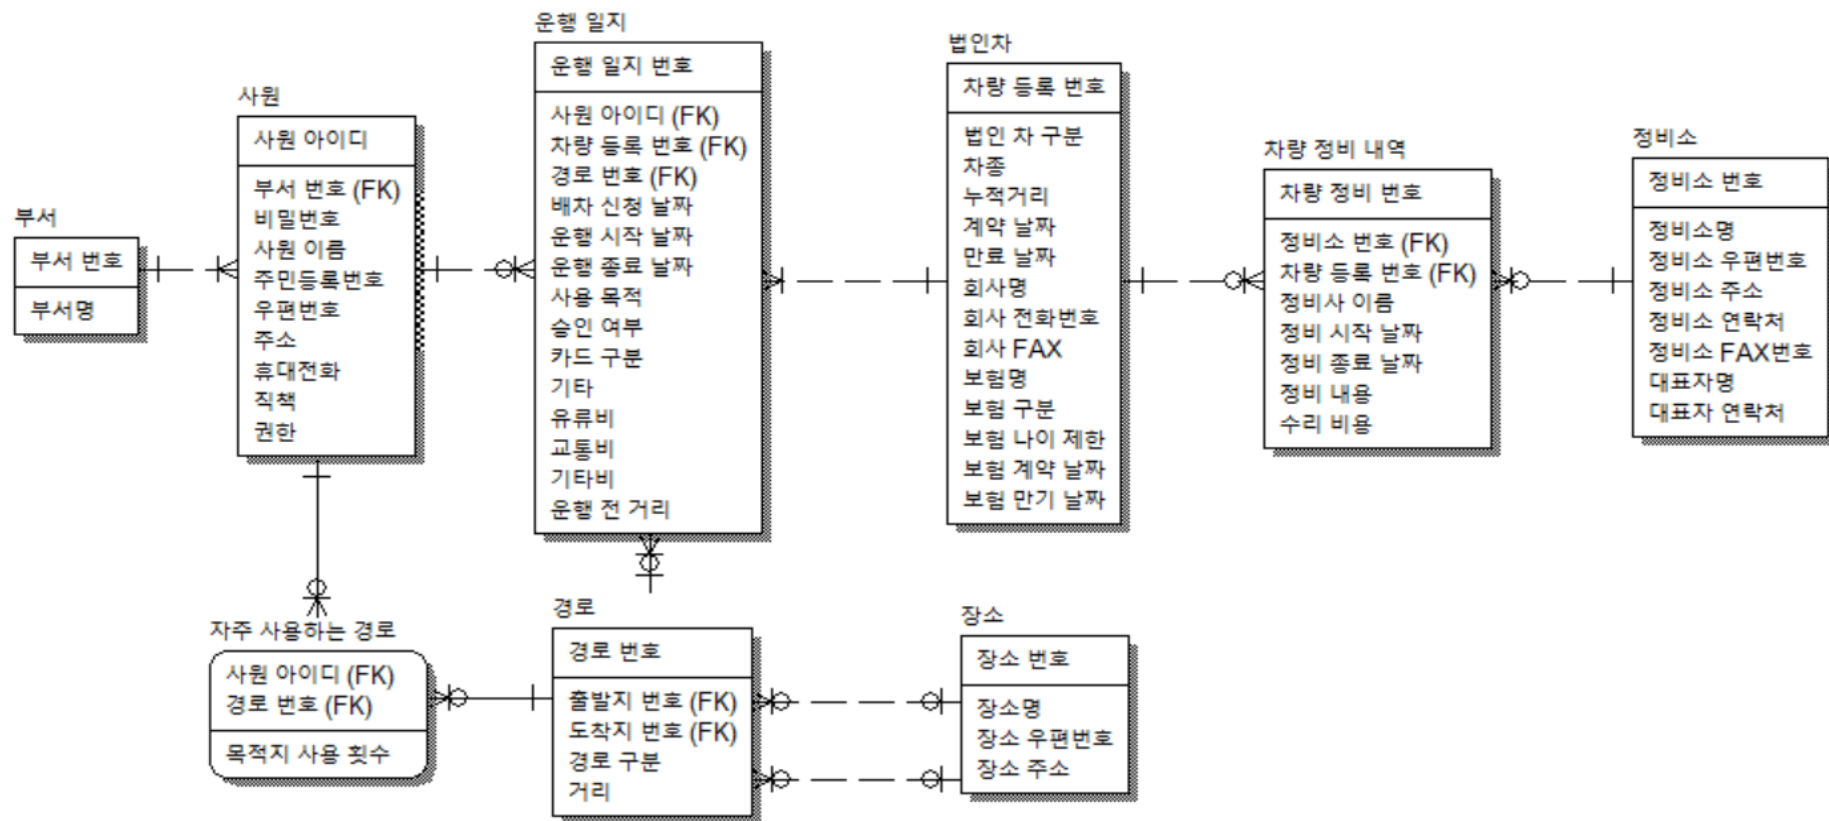 부서
부서 번호
부서명
사원
사원 아이디
부서 번호 (FK)
비밀번호
사원 이름
주민등록번호
우편번호
주소
휴대전화
직책
권한
운행 일지
운행 일지 번호
사원 아이디 (FK)
차량 등록 번호 (FK)
경로 번호 (FK)
배차 신청 날짜
운행 시작 날짜
운행 종료 날짜
사용 목적
승인 여부
카드 구분
기타
유류비
교통비
기타비
운행 전 거리
법인차
차량 등록 번호
법인 차 구분
차종
누적거리
계약 날짜
만료 날짜
회사명
회사 전화번호
회사 FAX
보험명
보험 구분
보험 나이 제한
보험 계약 날짜
보험 만기 날짜
차량 정비 내역
차량 정비 번호
정비소 번호 (FK)
차량 등록 번호 (FK)
정비사 이름
정비 시작 날짜
정비 종료 날짜
정비 내용
수리 비용
정비소
정비소 번호
정비소명
정비소 우편번호
정비소 주소
정비소 연락처
정비소 FAX번호
대표자명
대표자 연락처
자주 사용하는 경로
사원 아이디 (FK)
경로 번호 (FK)
목적지 사용 횟수
경로
경로 번호
출발지 번호 (FK)
도착지 번호 (FK)
경로 구분
거리
장소
장소 번호
장소명
장소 우편번호
장소 주소